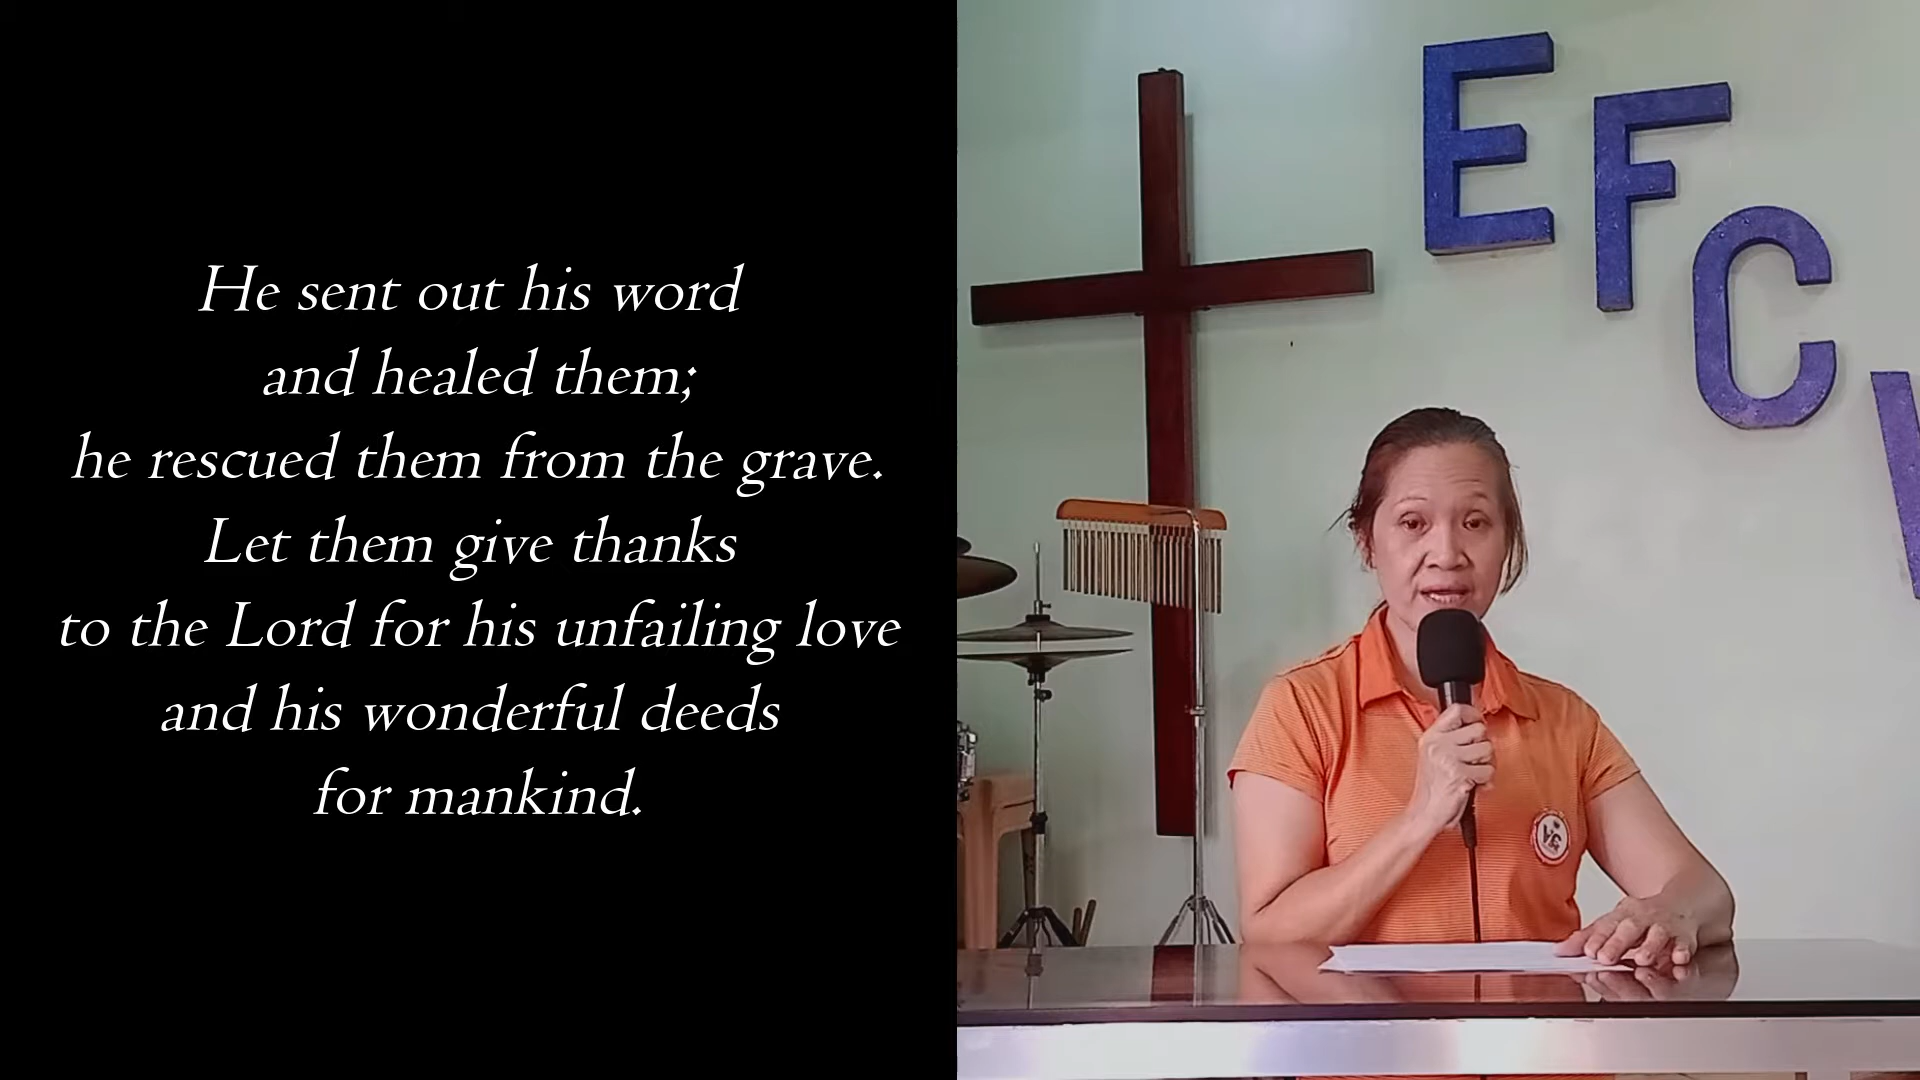 He sent out his word
and healed them;
he rescued them from the grave.
Let them give thanks
to the Lord for his unfailing love
and his wonderful deeds
for mankind.
E
F
C